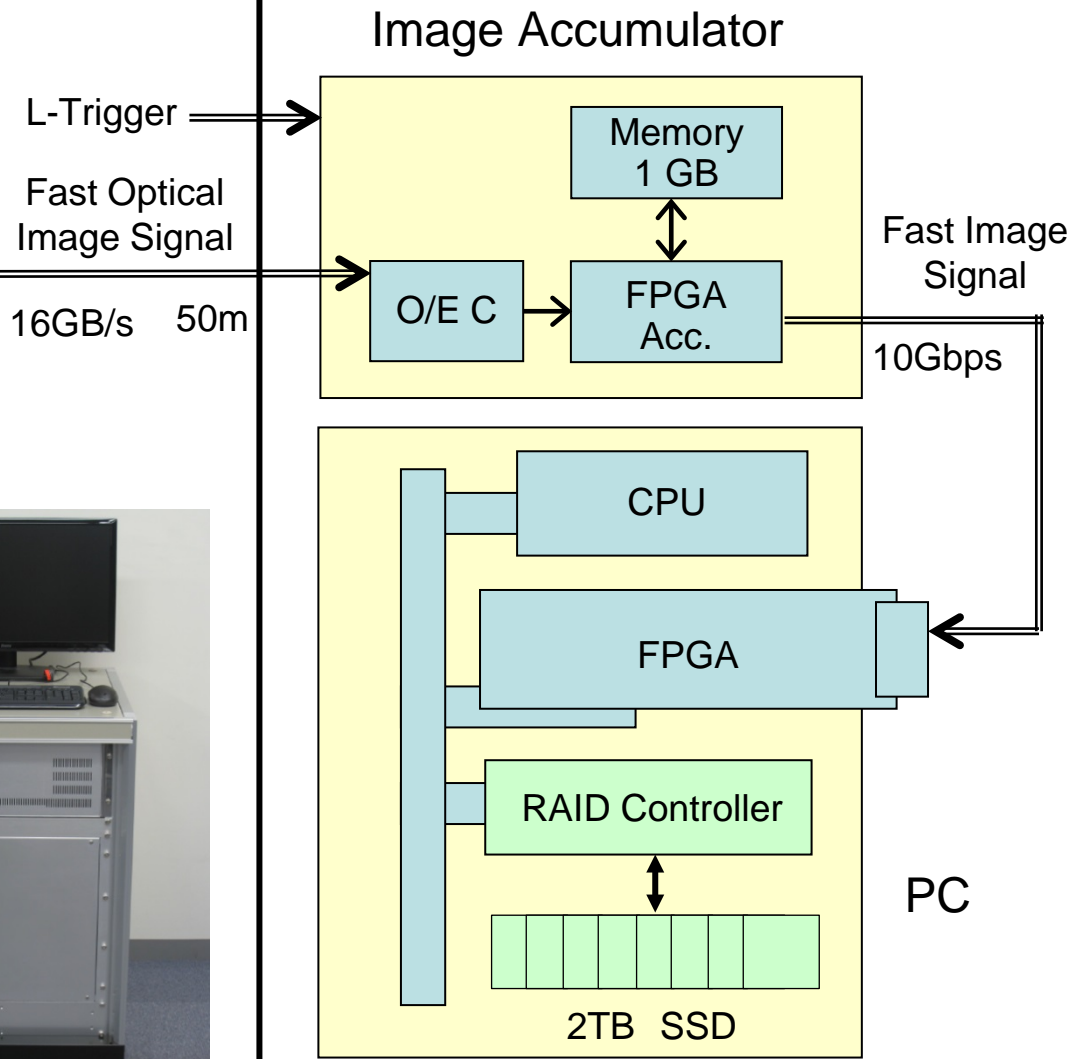 Image Accumulator
L-Trigger
Memory
1 GB
Fast Optical
Image Signal
Fast Image
Signal
O/E C
FPGA
Acc.
16GB/s 50m
10Gbps
CPU
FPGA
RAID Controller
PC
2TB SSD